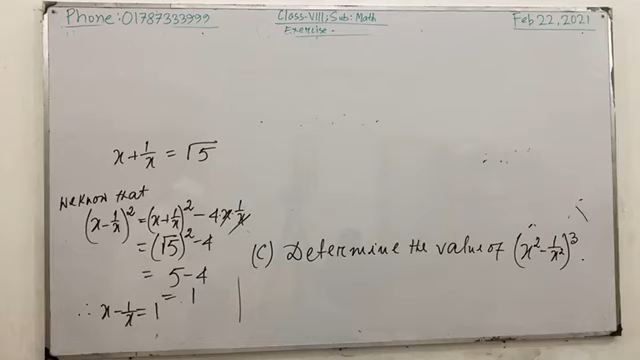 Phone: 01787333999
Class-VIII; Sub: Math
Exercise-
Feb 22, 2021
x+1/x = √5
We know that
(x-1/x)² = (x+1/x)² - 4·x·1/x
= (√5)² - 4
= 5-4
= 1
∴ x-1/x = 1
(C) Determine the value of (x² - 1/x²)³.